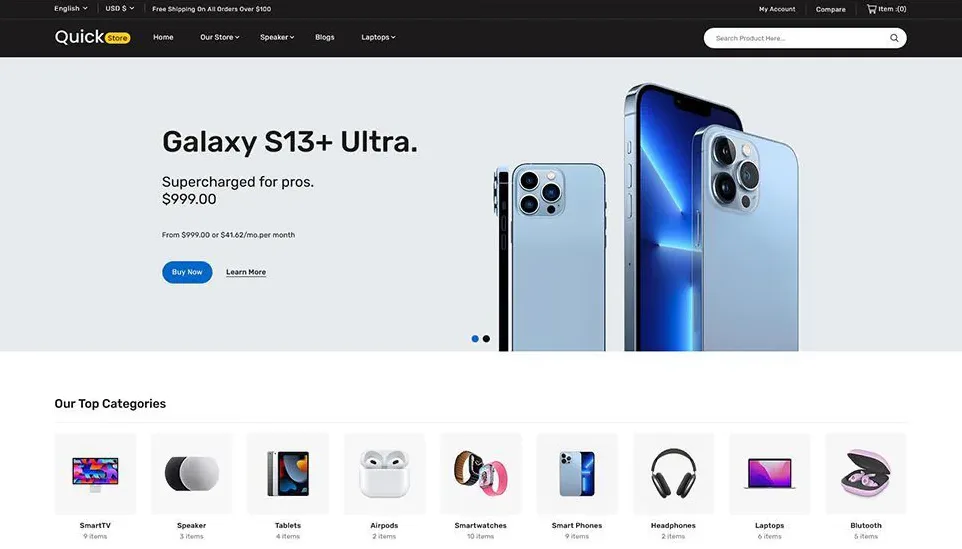 English USD $ Free Shipping On All Orders Over $100 My Account Compare Item :(0)
Quick Store Home Our Store Speaker Blogs Laptops Search Product Here...
Galaxy S13+ Ultra.
Supercharged for pros.
$999.00
From $999.00 or $41.62/mo.per month
Buy Now Learn More
Our Top Categories
SmartTV Speaker Tablets Airpods Smartwatches Smart Phones Headphones Laptops Blutooth
9 items 3 items 4 items 2 items 10 items 9 items 2 items 6 items 5 items